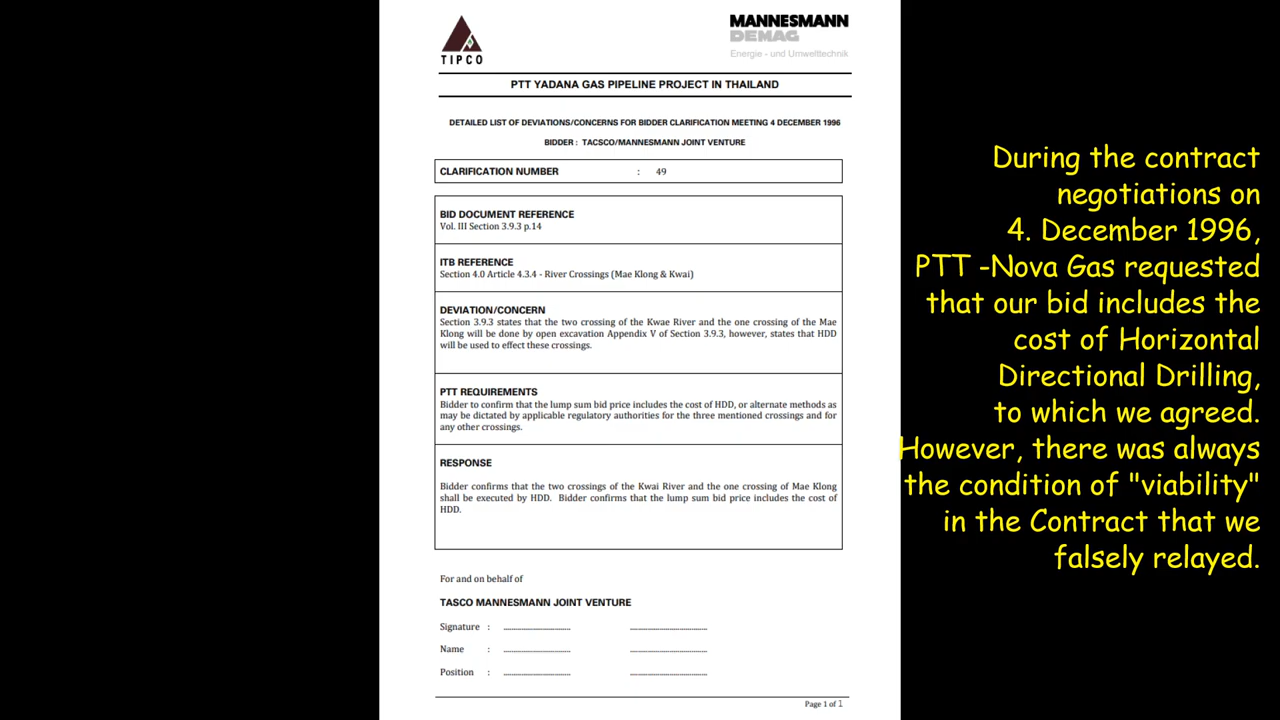 TIPCO
MANNESMANN
DEMAG
Energie - und Umwelttechnik
PTT YADANA GAS PIPELINE PROJECT IN THAILAND
DETAILED LIST OF DEVIATIONS/CONCERNS FOR BIDDER CLARIFICATION MEETING 4 DECEMBER 1996
BIDDER : TACSCO/MANNESMANN JOINT VENTURE
CLARIFICATION NUMBER : 49
BID DOCUMENT REFERENCE
Vol. III Section 3.9.3 p.14
ITB REFERENCE
Section 4.0 Article 4.3.4 - River Crossings (Mae Klong & Kwai)
DEVIATION/CONCERN
Section 3.9.3 states that the two crossing of the Kwae River and the one crossing of the Mae
Klong will be done by open excavation Appendix V of Section 3.9.3, however, states that HDD
will be used to effect these crossings.
PTT REQUIREMENTS
Bidder to confirm that the lump sum bid price includes the cost of HDD, or alternate methods as
may be dictated by applicable regulatory authorities for the three mentioned crossings and for
any other crossings.
RESPONSE
Bidder confirms that the two crossings of the Kwai River and the one crossing of Mae Klong
shall be executed by HDD. Bidder confirms that the lump sum bid price includes the cost of
HDD.
For and on behalf of
TASCO MANNESMANN JOINT VENTURE
Signature : ................................ ....................................
Name : ................................ ....................................
Position : ................................ ....................................
Page 1 of 1
During the contract
negotiations on
4. December 1996,
PTT -Nova Gas requested
that our bid includes the
cost of Horizontal
Directional Drilling,
to which we agreed.
However, there was always
the condition of "viability"
in the Contract that we
falsely relayed.